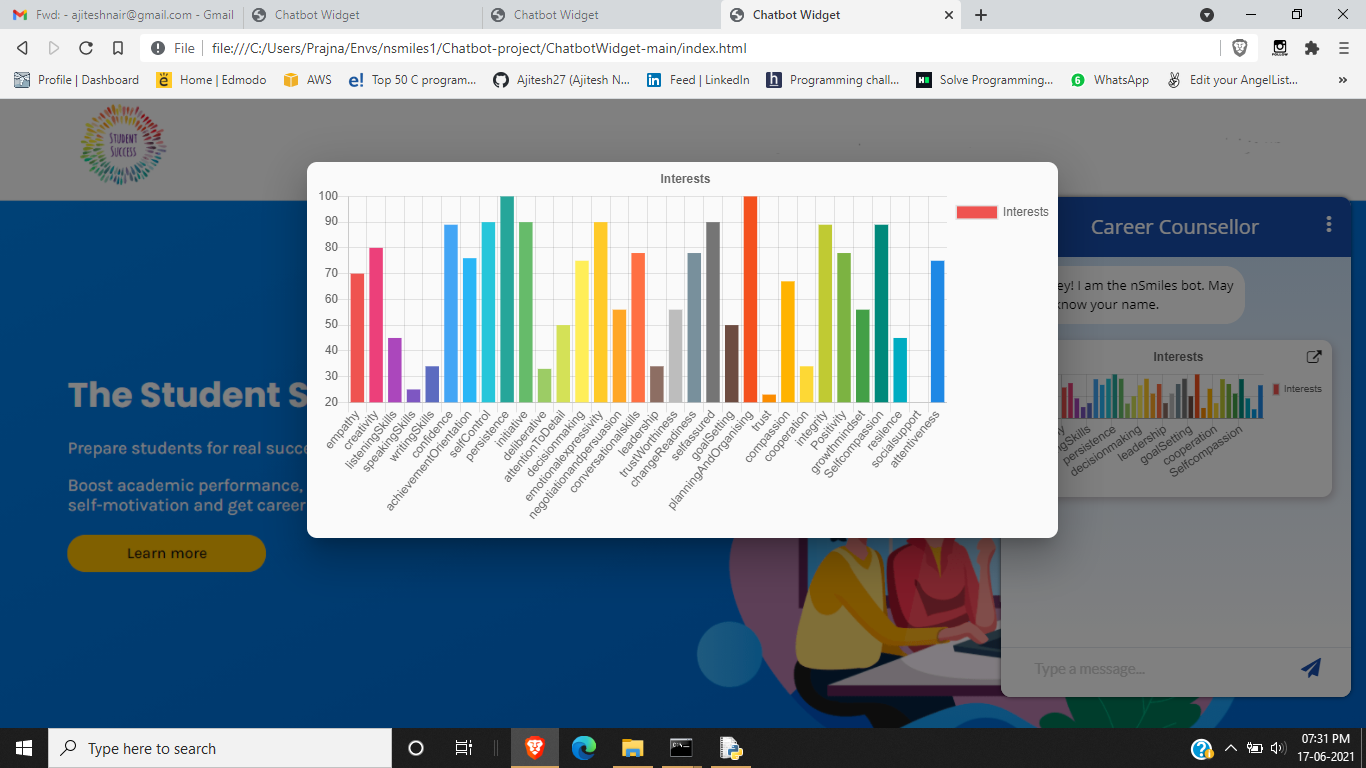 Fwd: - ajiteshnair@gmail.com - Gmail
Chatbot Widget
Chatbot Widget
Chatbot Widget
File
file:///C:/Users/Prajna/Envs/nsmiles1/Chatbot-project/ChatbotWidget-main/index.html
Profile | Dashboard
Home | Edmodo
AWS
Top 50 C program...
Ajitesh27 (Ajitesh N...
Feed | LinkedIn
Programming chall...
Solve Programming...
WhatsApp
Edit your AngelList...
STUDENT
SUCCESS
The Student S
Prepare students for real succe
Boost academic performance,
self-motivation and get career
Learn more
Interests
Interests
100
90
80
70
60
50
40
30
20
empathy
creativity
listeningSkills
speakingSkills
writingSkills
confidence
achievementOrientation
selfControl
persistence
initiative
deliberative
attentionToDetail
decisionmaking
emotionalexpressivity
negotiationandpersuasion
conversationalskills
leadership
trustWorthiness
changeReadiness
selfassured
goalSetting
planningAndOrganising
trust
compassion
cooperation
integrity
Positivity
growthmindset
Selfcompassion
resilience
socialsupport
attentiveness
Career Counsellor
ey! I am the nSmiles bot. May
know your name.
Interests
Interests
gSkills
persistence
decisionmaking
leadership
goalSetting
cooperation
Selfcompassion
Type a message...
Type here to search
07:31 PM
17-06-2021